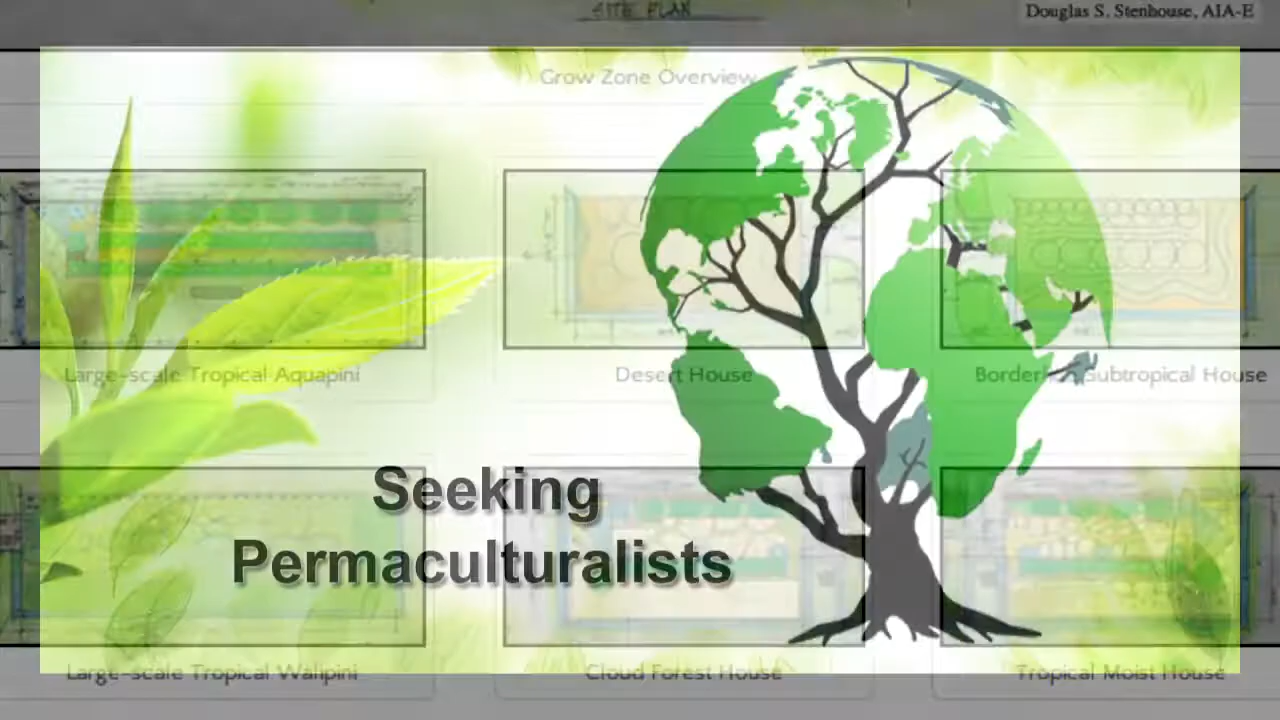 SITE PLAN
Douglas S. Stenhouse, AIA-E
Grow Zone Overview
Large-scale Tropical Aquapini
Desert House
Subtropical House
Seeking
Permaculturalists
Large-scale Tropical Walipini
Cloud Forest House
Tropical Moist House